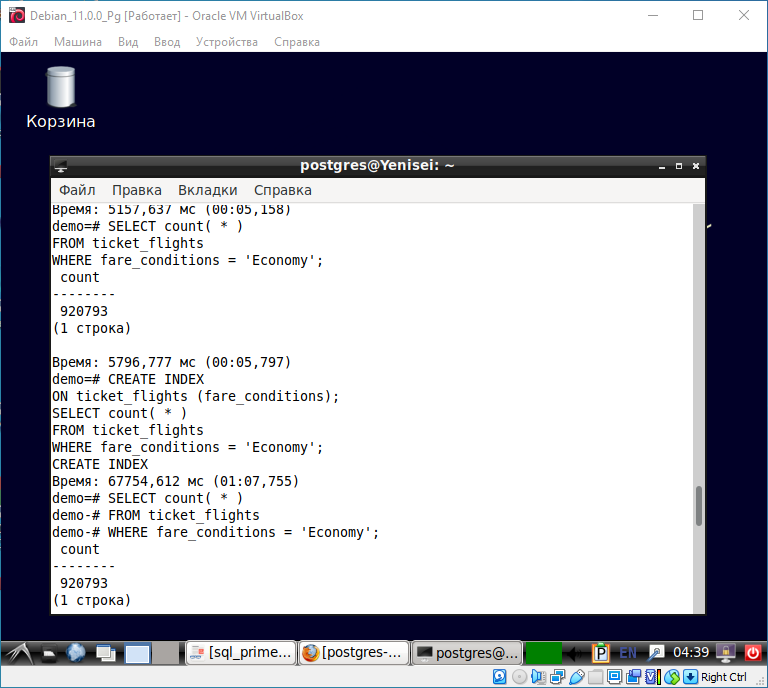 Debian_11.0.0_Pg [Работает] - Oracle VM VirtualBox
Файл Машина Вид Ввод Устройства Справка
Корзина
postgres@Yenisei: ~
Файл Правка Вкладки Справка
Время: 5157,637 мс (00:05,158)
demo=# SELECT count( * )
FROM ticket_flights
WHERE fare_conditions = 'Economy';
count
--------
920793
(1 строка)
Время: 5796,777 мс (00:05,797)
demo=# CREATE INDEX
ON ticket_flights (fare_conditions);
SELECT count( * )
FROM ticket_flights
WHERE fare_conditions = 'Economy';
CREATE INDEX
Время: 67754,612 мс (01:07,755)
demo=# SELECT count( * )
demo-# FROM ticket_flights
demo-# WHERE fare_conditions = 'Economy';
count
--------
920793
(1 строка)
[sql_prime... [postgres-... postgres@... P EN 04:39
Right Ctrl